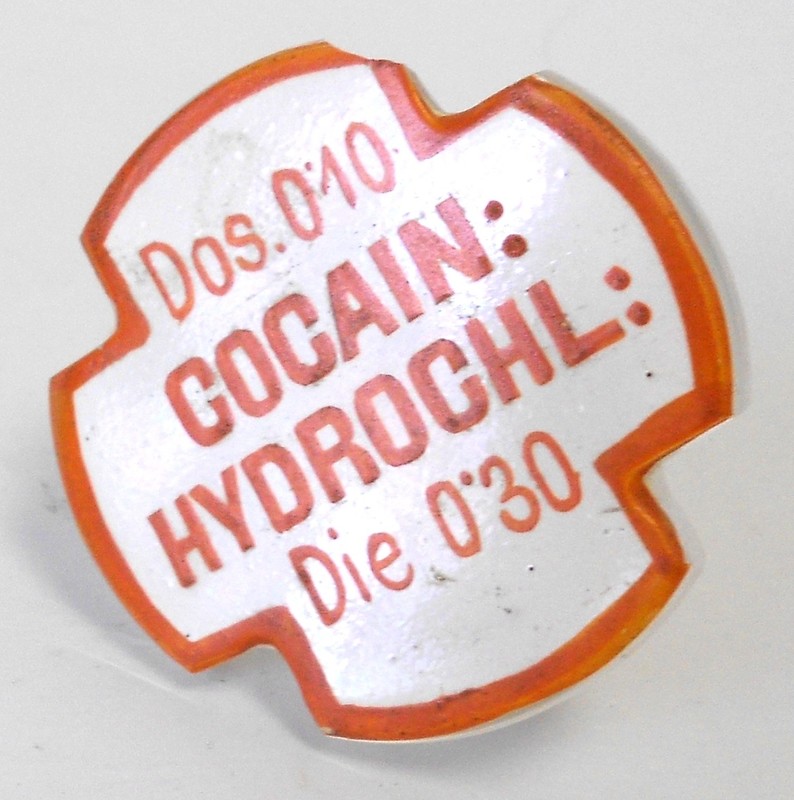 Dos. 0·10
COCAIN:
HYDROCHL:
Die 0·30